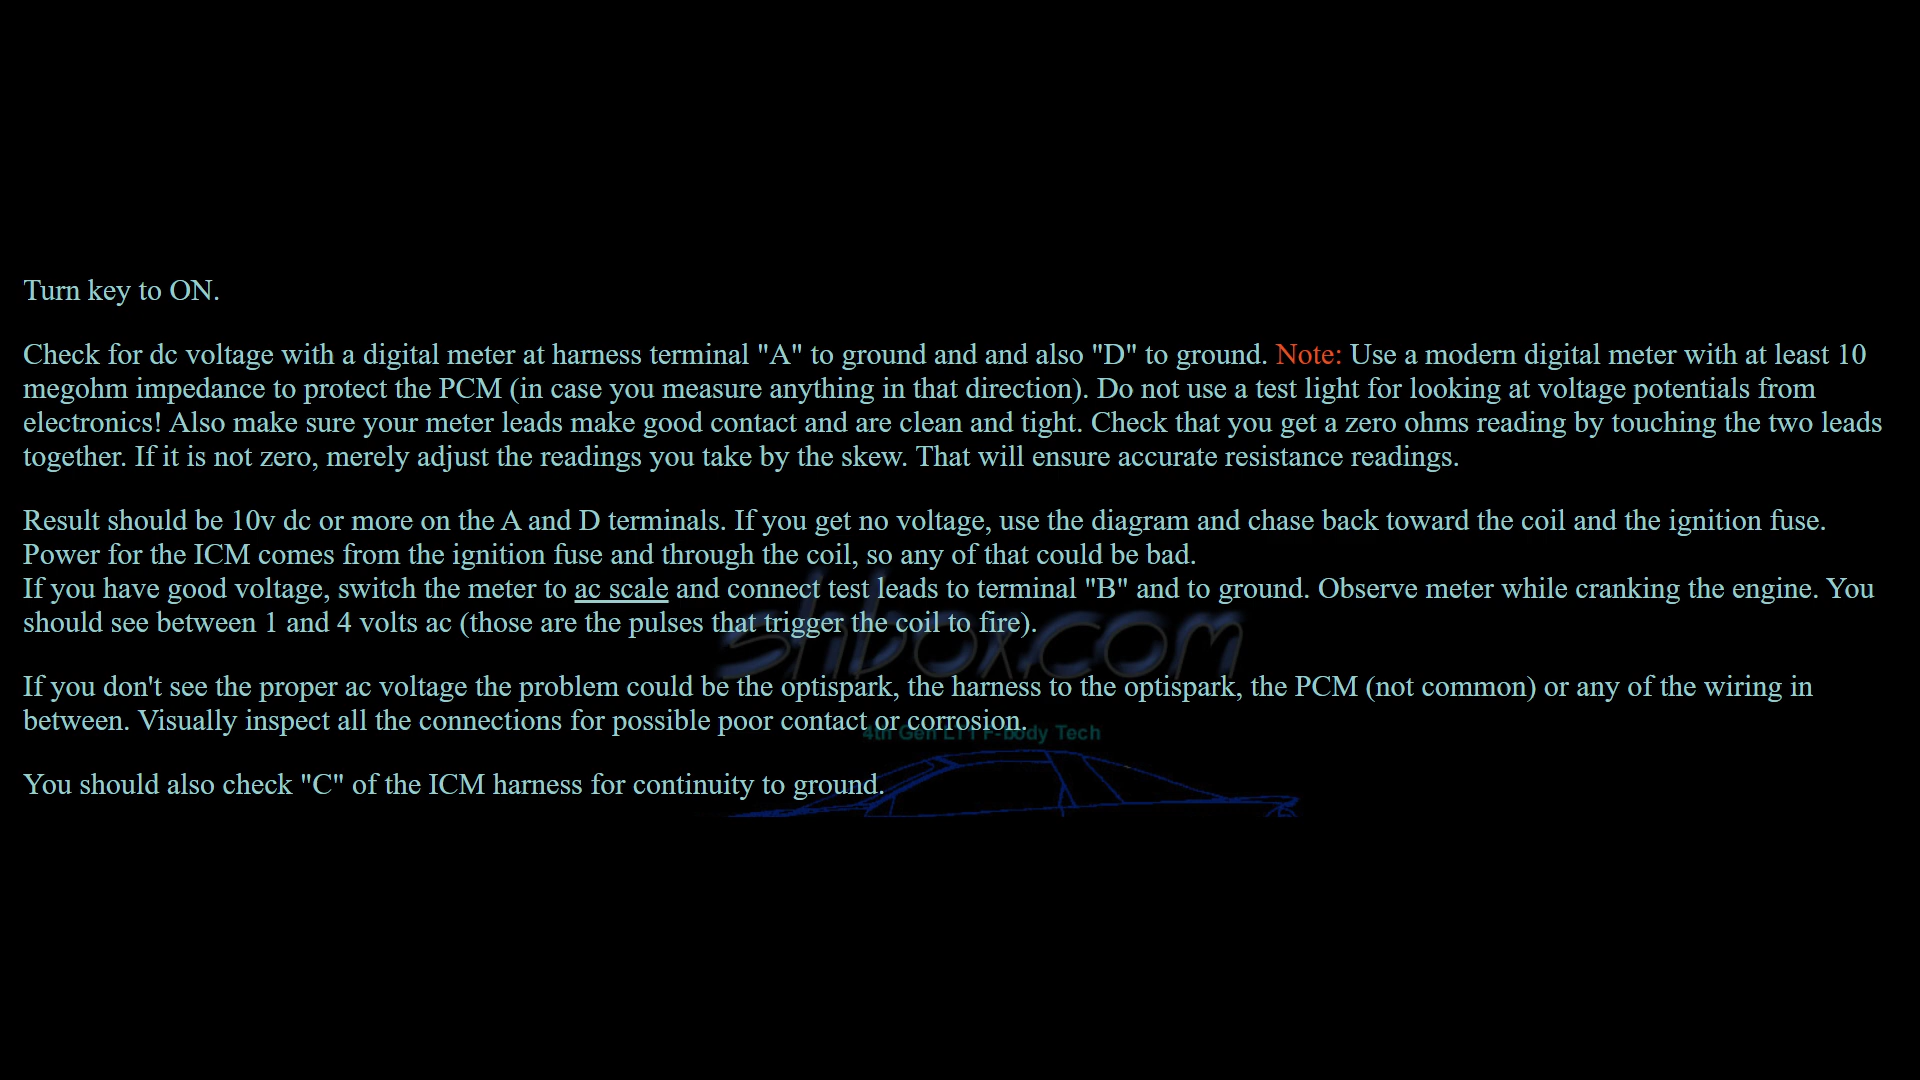 Turn key to ON.
Check for dc voltage with a digital meter at harness terminal "A" to ground and and also "D" to ground. Note: Use a modern digital meter with at least 10
megohm impedance to protect the PCM (in case you measure anything in that direction). Do not use a test light for looking at voltage potentials from
electronics! Also make sure your meter leads make good contact and are clean and tight. Check that you get a zero ohms reading by touching the two leads
together. If it is not zero, merely adjust the readings you take by the skew. That will ensure accurate resistance readings.
Result should be 10v dc or more on the A and D terminals. If you get no voltage, use the diagram and chase back toward the coil and the ignition fuse.
Power for the ICM comes from the ignition fuse and through the coil, so any of that could be bad.
If you have good voltage, switch the meter to ac scale and connect test leads to terminal "B" and to ground. Observe meter while cranking the engine. You
should see between 1 and 4 volts ac (those are the pulses that trigger the coil to fire).
shbox.com
If you don't see the proper ac voltage the problem could be the optispark, the harness to the optispark, the PCM (not common) or any of the wiring in
between. Visually inspect all the connections for possible poor contact or corrosion.
4th Gen LT1 F-body Tech
You should also check "C" of the ICM harness for continuity to ground.